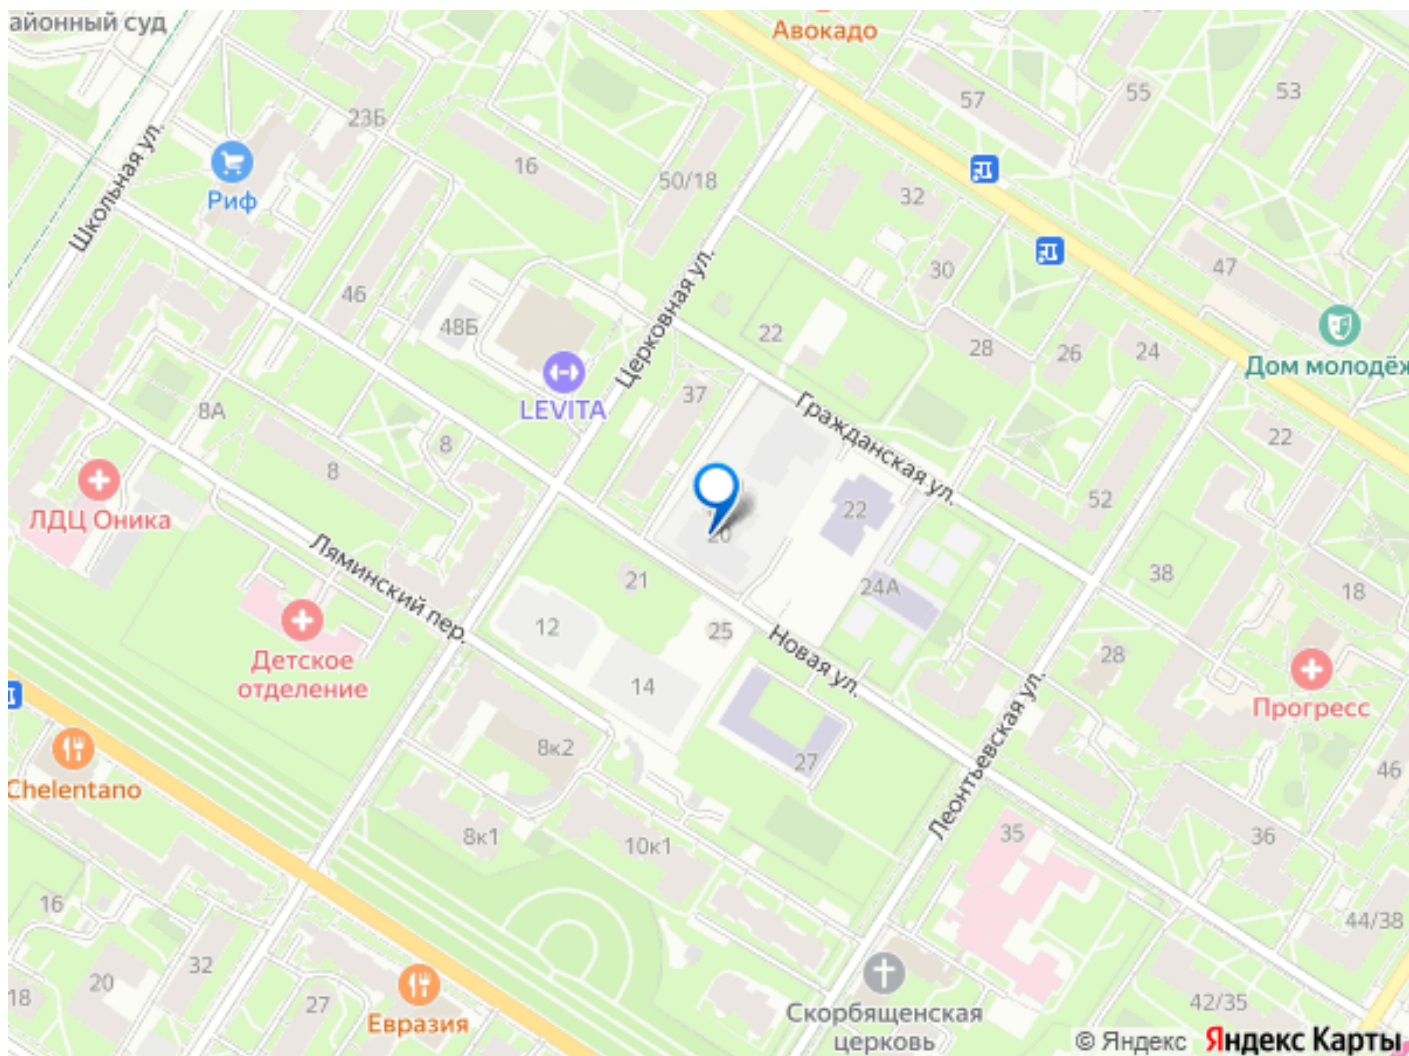 айонный суд
Авокадо
57
55
53
23Б
Школьная ул.
Риф
16
50/18
32
30
47
46
48Б
Церковная ул.
22
28
26
24
Дом молодёж
LEVITA
37
Гражданская ул.
8А
8
8
22
52
ЛДЦ Оника
22
20
38
18
Ляминский пер.
21
24А
12
25
Новая ул.
28
Детское
отделение
14
Прогресс
Леонтьевская ул.
8к2
27
Chelentano
46
8к1
10к1
35
36
16
44/38
20
32
18
27
Евразия
Скорбященская
церковь
42/35
© Яндекс Яндекс Карты